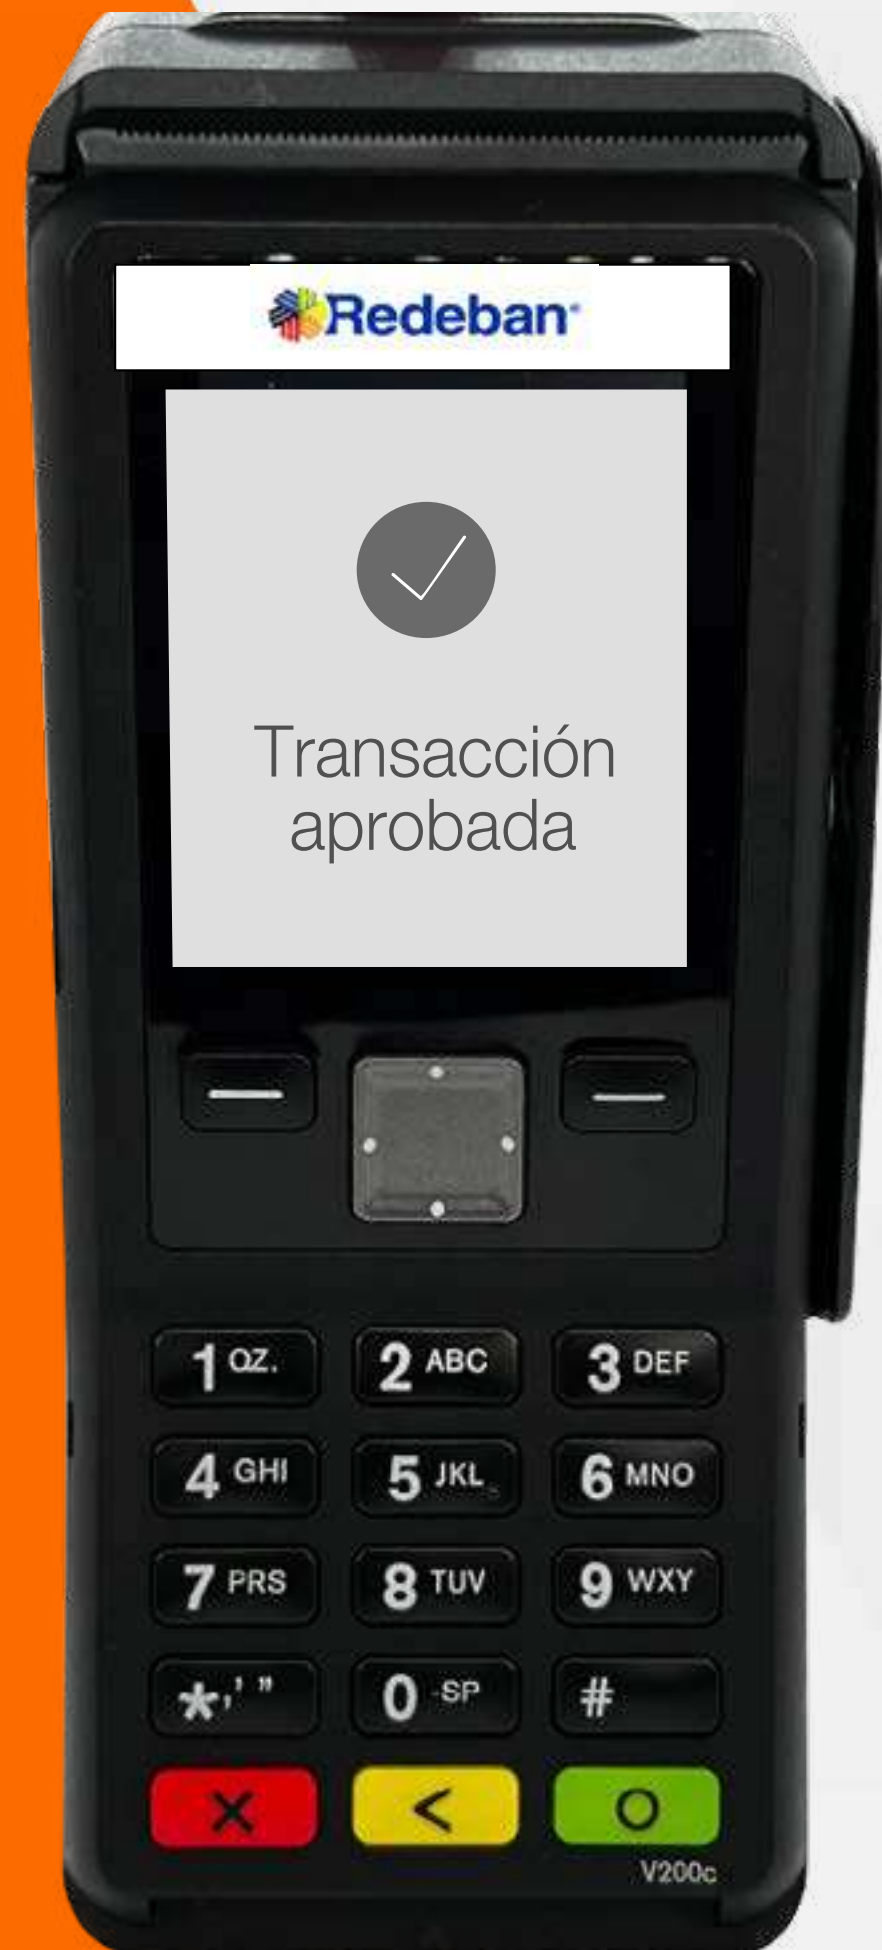 Redeban
Transacción
aprobada
1 QZ. 2 ABC 3 DEF
4 GHI 5 JKL 6 MNO
7 PRS 8 TUV 9 WXY
*,' " 0 -SP #
X < O
V200c